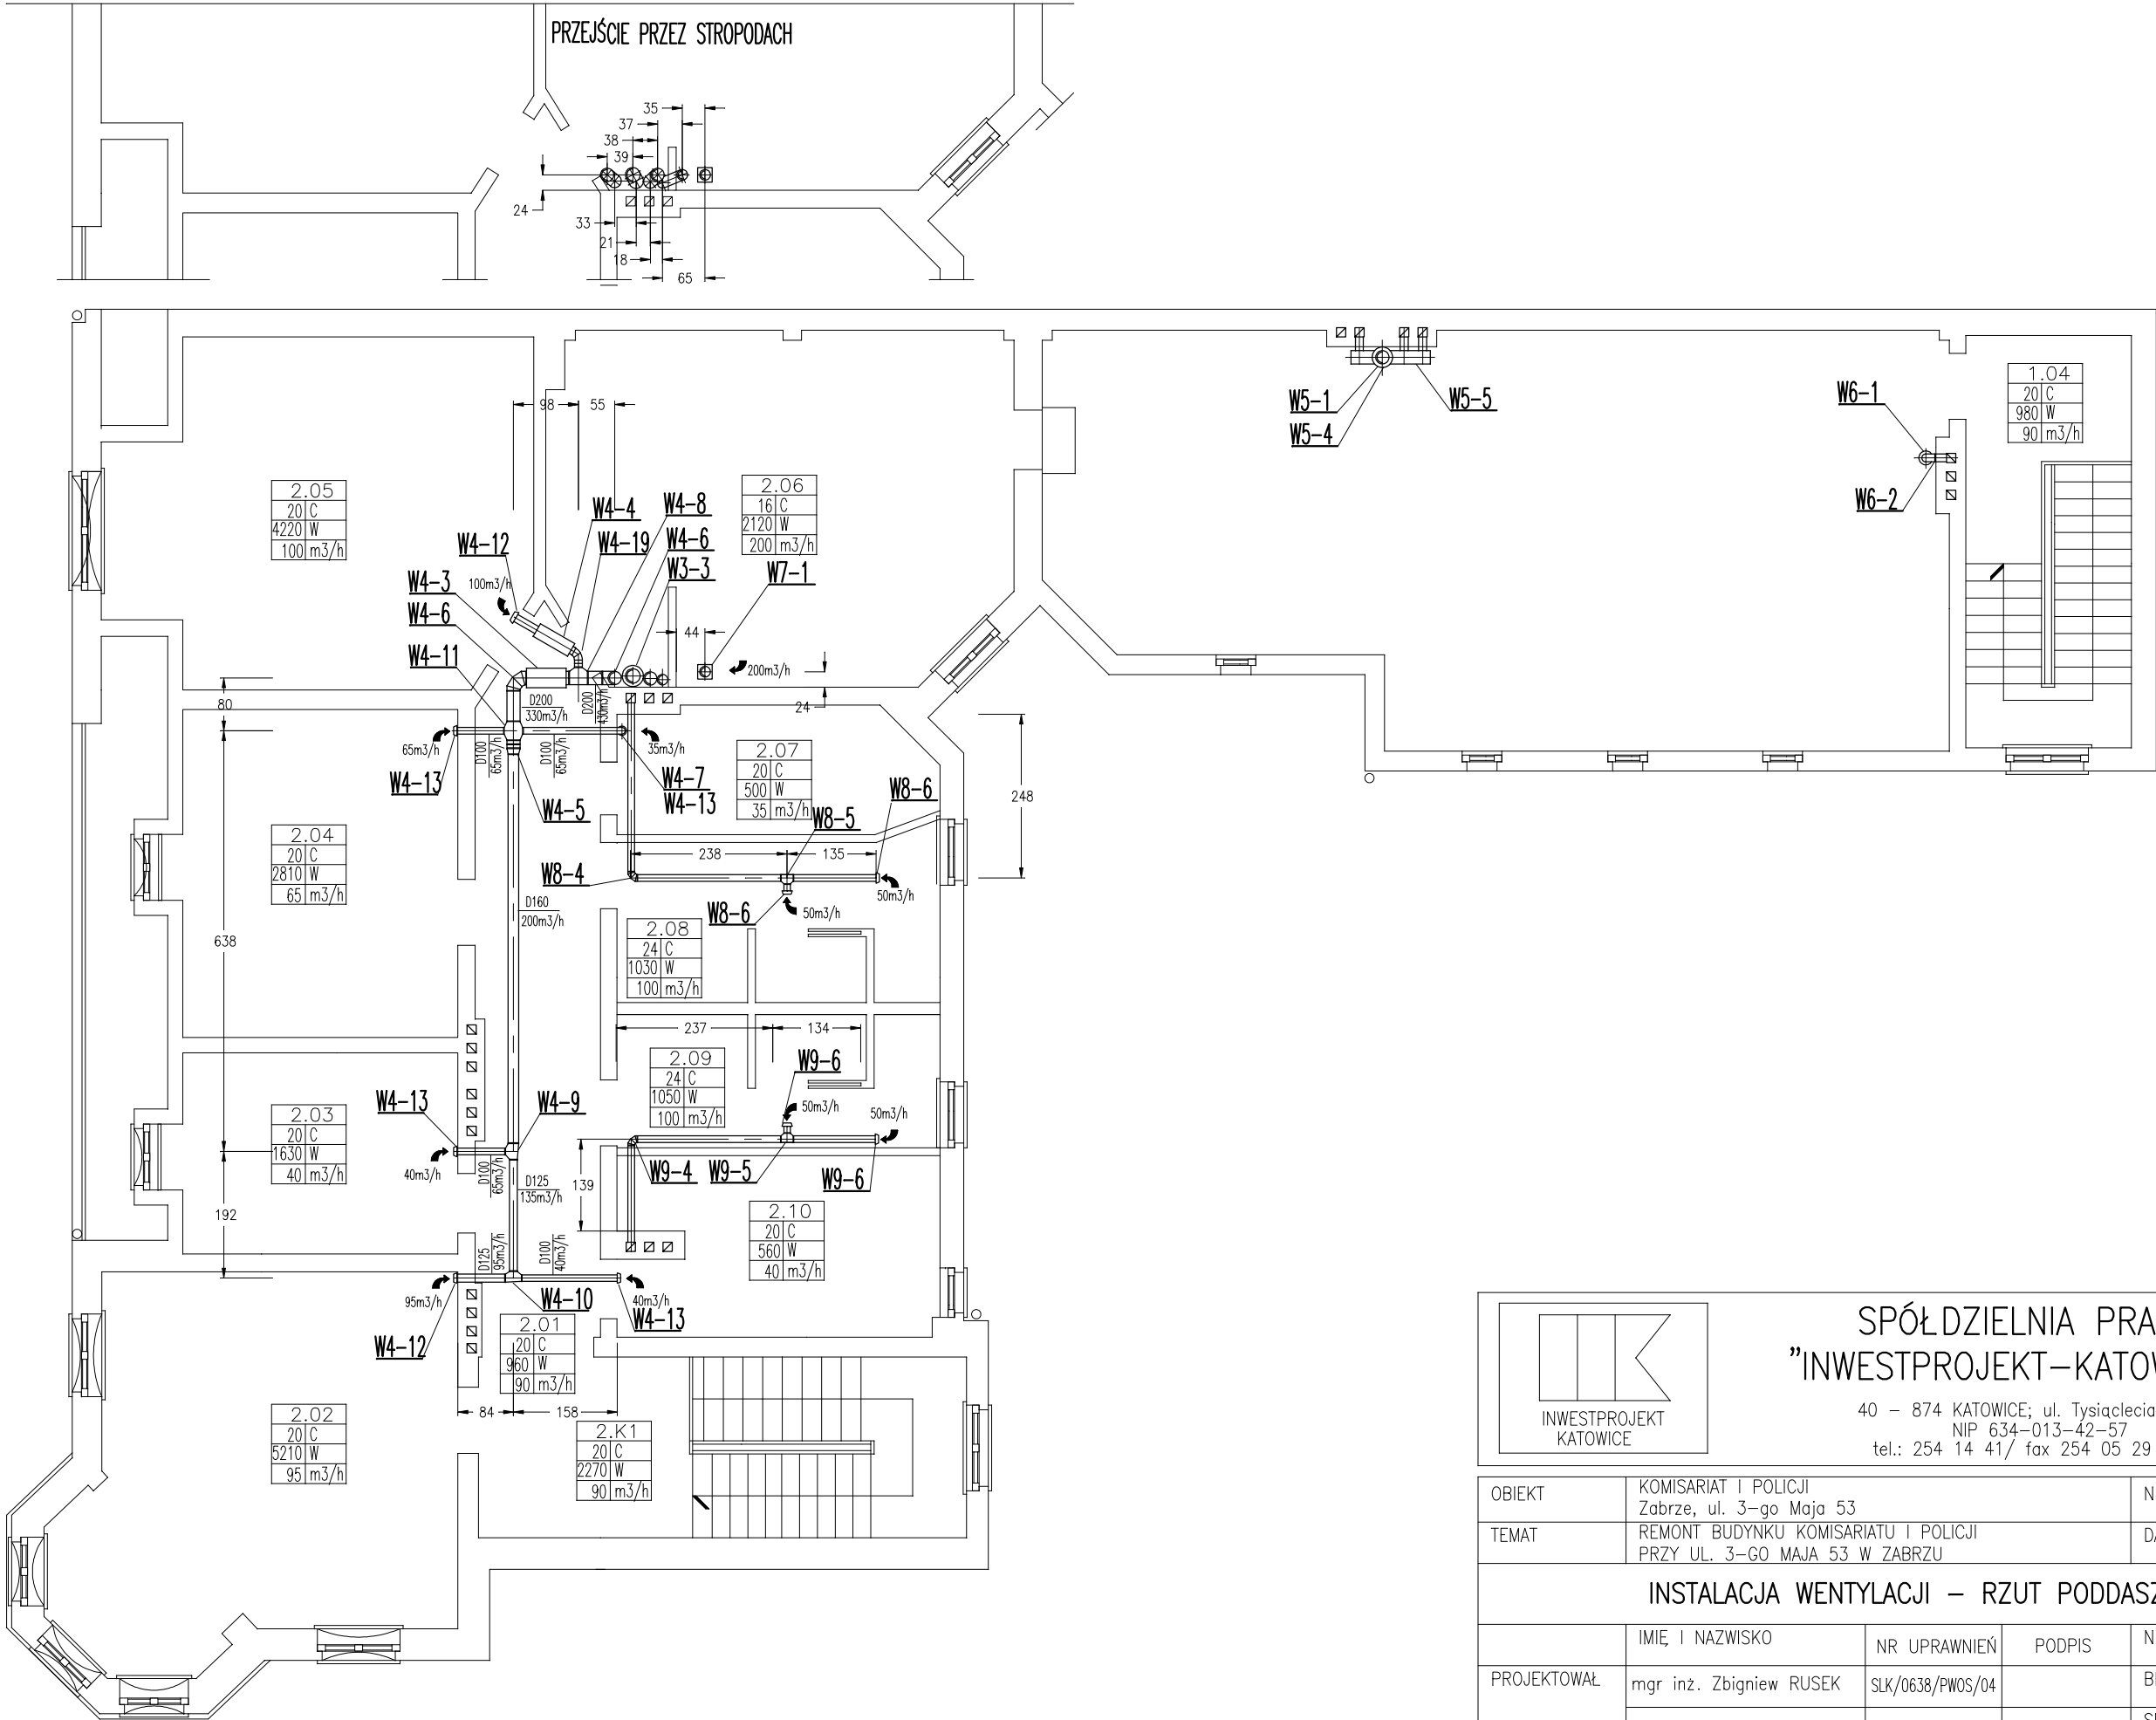 PRZEJŚCIE PRZEZ STROPODACH
35
37
38
39
24
33
21
18
65
98
55
2.05
20 C
4220 W
100 m3/h
2.06
16 C
2120 W
200 m3/h
1.04
20 C
980 W
90 m3/h
W5-1
W5-4
W5-5
W6-1
W6-2
W4-4
W4-8
W4-12
W4-19
W4-6
W3-3
W7-1
W4-3
100m3/h
W4-6
W4-11
44
200m3/h
80
D200
330m3/h
D200
430m3/h
24
65m3/h
D100
65m3/h
D100
65m3/h
35m3/h
W4-13
W4-7
W4-13
W4-5
2.07
20 C
500 W
35 m3/h
W8-6
W8-5
248
2.04
20 C
2810 W
65 m3/h
238
135
W8-4
50m3/h
W8-6
50m3/h
D160
200m3/h
638
2.08
24 C
1030 W
100 m3/h
237
134
2.09
24 C
1050 W
100 m3/h
W9-6
50m3/h
50m3/h
W4-13
W4-9
2.03
20 C
1630 W
40 m3/h
40m3/h
D100
65m3/h
D125
135m3/h
139
W9-4
W9-5
W9-6
192
2.10
20 C
560 W
40 m3/h
D125
95m3/h
D100
40m3/h
95m3/h
W4-10
40m3/h
W4-13
W4-12
2.01
20 C
960 W
90 m3/h
84
158
2.02
20 C
5210 W
95 m3/h
2.K1
20 C
2270 W
90 m3/h
INWESTPROJEKT
KATOWICE
SPÓŁDZIELNIA PRA
"INWESTPROJEKT-KATO
40 - 874 KATOWICE; ul. Tysiąclecia
NIP 634-013-42-57
tel.: 254 14 41/ fax 254 05 29
OBIEKT
KOMISARIAT I POLICJI
Zabrze, ul. 3-go Maja 53
N
TEMAT
REMONT BUDYNKU KOMISARIATU I POLICJI
PRZY UL. 3-GO MAJA 53 W ZABRZU
INSTALACJA WENTYLACJI - RZUT PODDASZ
IMIĘ I NAZWISKO
NR UPRAWNIEŃ
PODPIS
N
PROJEKTOWAŁ
mgr inż. Zbigniew RUSEK
SLK/0638/PWOS/04